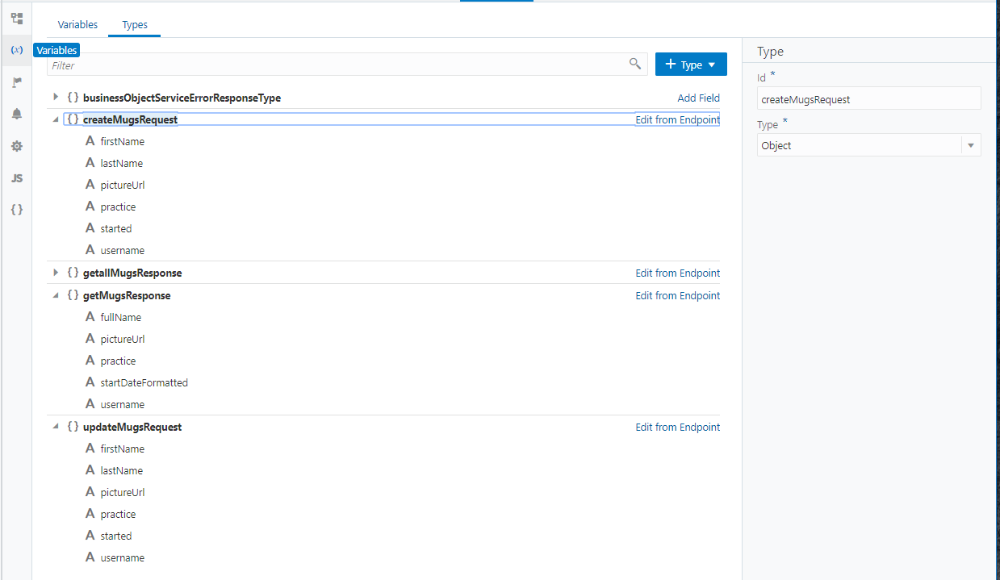 Variables Types
(x) Variables
Filter + Type
{ } businessObjectServiceErrorResponseType Add Field
{ } createMugsRequest Edit from Endpoint
A firstName
A lastName
A pictureUrl
A practice
A started
A username
{ } getallMugsResponse Edit from Endpoint
{ } getMugsResponse Edit from Endpoint
A fullName
A pictureUrl
A practice
A startDateFormatted
A username
{ } updateMugsRequest Edit from Endpoint
A firstName
A lastName
A pictureUrl
A practice
A started
A username
JS
{ }
Type
Id *
createMugsRequest
Type *
Object